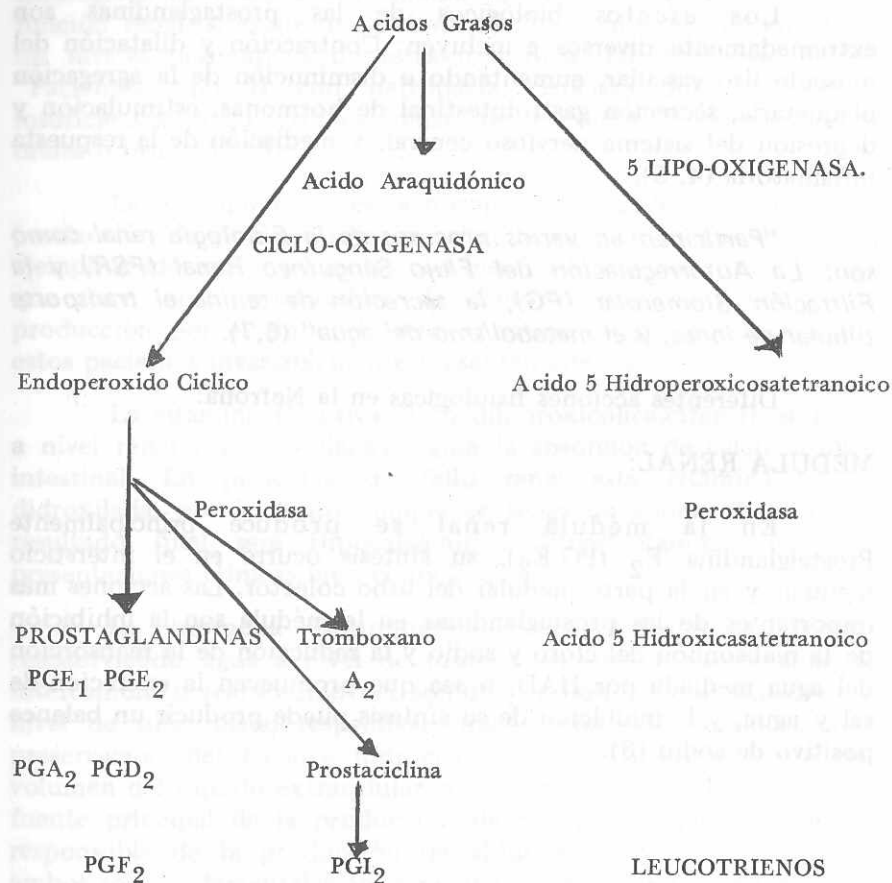 Acidos Grasos
5 LIPO-OXIGENASA.
Acido Araquidónico
CICLO-OXIGENASA
Endoperoxido Ciclico
Acido 5 Hidroperoxicosatetranoico
Peroxidasa
Peroxidasa
PROSTAGLANDINAS
Tromboxano
Acido 5 Hidroxicasatetranoico
PGE1 PGE2
A2
PGA2 PGD2
Prostaciclina
PGF2
PGI2
LEUCOTRIENOS